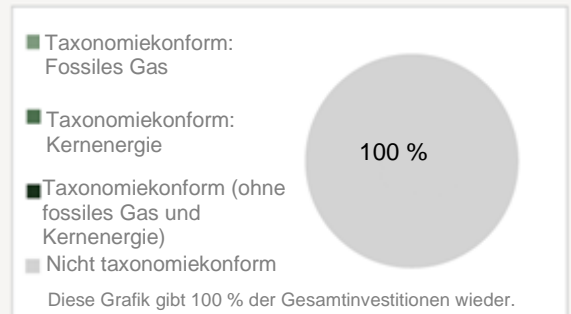 Taxonomiekonform:
Fossiles Gas
Taxonomiekonform:
Kernenergie
Taxonomiekonform (ohne
fossiles Gas und
Kernenergie)
Nicht taxonomiekonform
100 %
Diese Grafik gibt 100 % der Gesamtinvestitionen wieder.